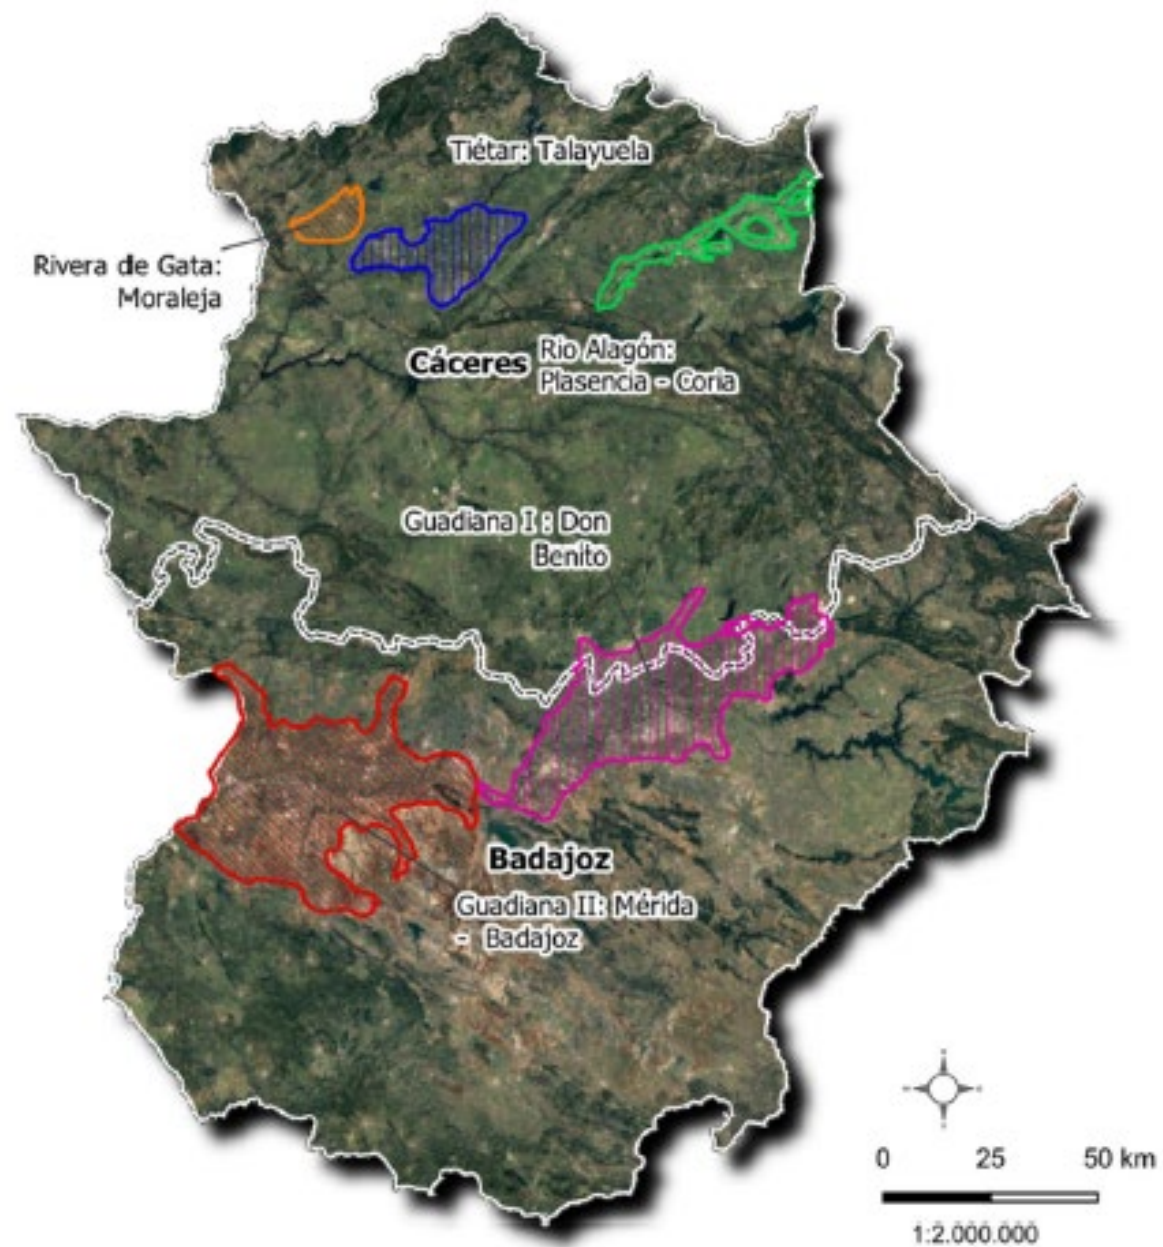 Tiétar: Talayuela
Rivera de Gata:
Moraleja
Cáceres
Río Alagón:
Plasencia - Coria
Guadiana I : Don
Benito
Badajoz
Guadiana II: Mérida
- Badajoz
0 25 50 km
1:2.000.000